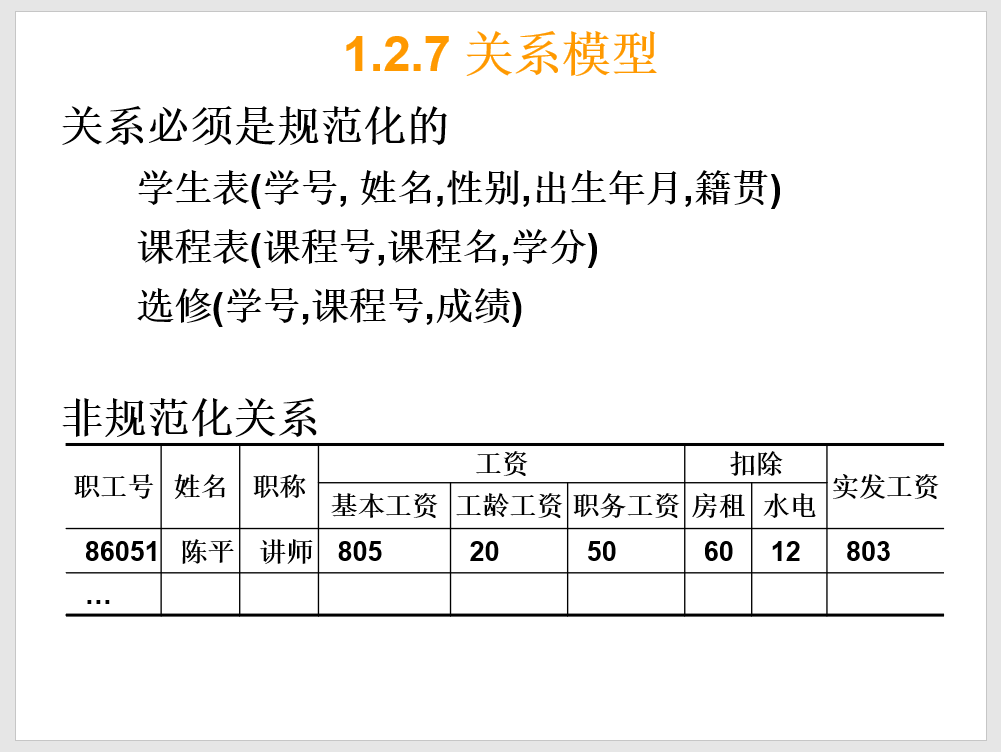 1.2.7 关系模型
关系必须是规范化的
学生表(学号, 姓名,性别,出生年月,籍贯)
课程表(课程号,课程名,学分)
选修(学号,课程号,成绩)
非规范化关系
职工号 姓名 职称 工资 扣除 实发工资
基本工资 工龄工资 职务工资 房租 水电
86051 陈平 讲师 805 20 50 60 12 803
…